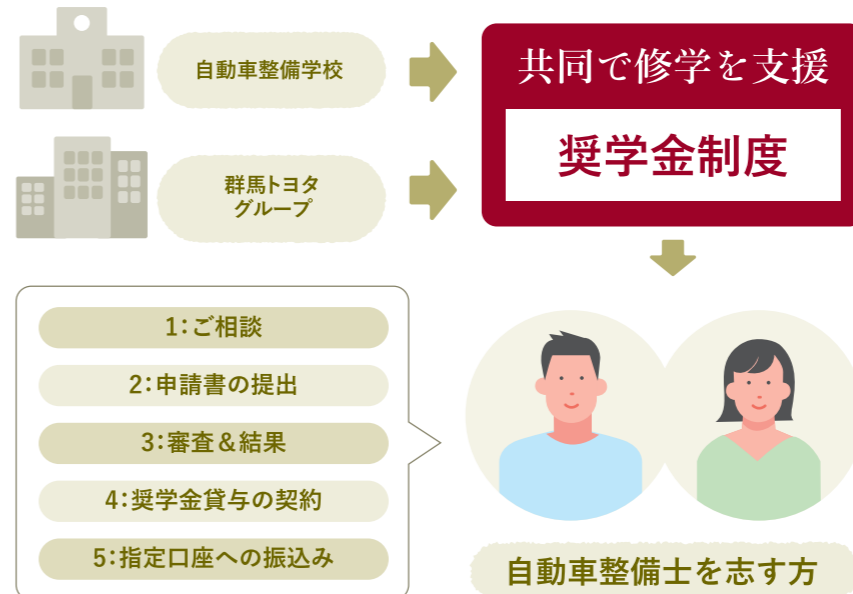 自動車整備学校
群馬トヨタ
グループ
共同で修学を支援
奨学金制度
1:ご相談
2:申請書の提出
3:審査&結果
4:奨学金貸与の契約
5:指定口座への振込み
自動車整備士を志す方